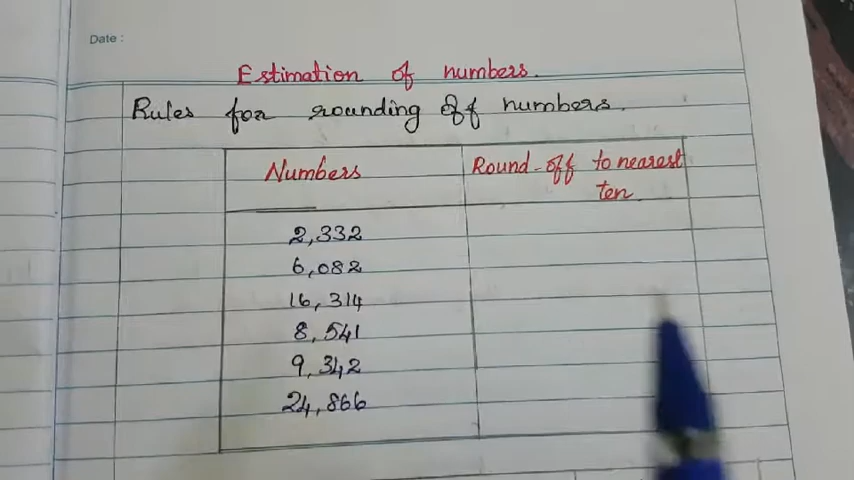 Date :
Estimation of numbers.
Rules for rounding off numbers.
Numbers
Round-off to nearest
ten.
2,332
6,082
16,314
8,541
9,342
24,866